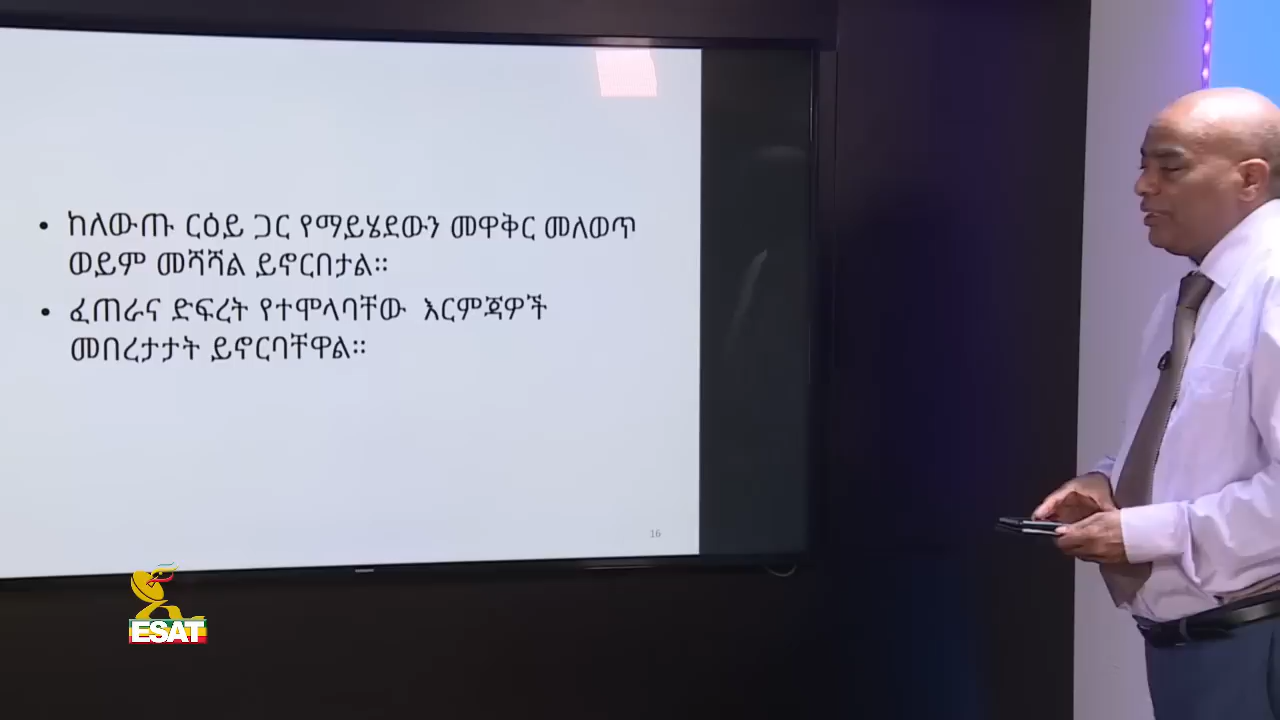 • ከለውጡ ርዕይ ጋር የማይሄደውን መዋቅር መለወጥ
ወይም መሻሻል ይኖርበታል።
• ፈጠራና ድፍረት የተሞላባቸው እርምጃዎች
መበረታታት ይኖርባቸዋል።
16
ESAT